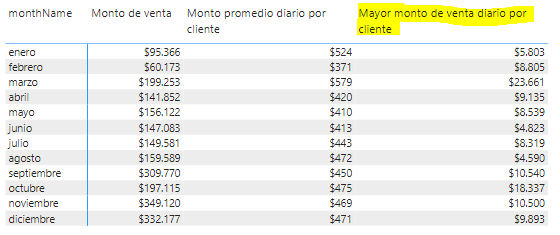 monthName Monto de venta Monto promedio diario por cliente Mayor monto de venta diario por cliente
enero $95.366 $524 $5.803
febrero $60.173 $371 $8.805
marzo $199.253 $579 $23.661
abril $141.852 $420 $9.135
mayo $156.122 $410 $8.539
junio $147.083 $413 $4.823
julio $149.581 $443 $8.319
agosto $159.589 $472 $4.590
septiembre $309.770 $450 $10.540
octubre $197.115 $475 $18.337
noviembre $349.120 $469 $10.500
diciembre $332.177 $471 $9.893